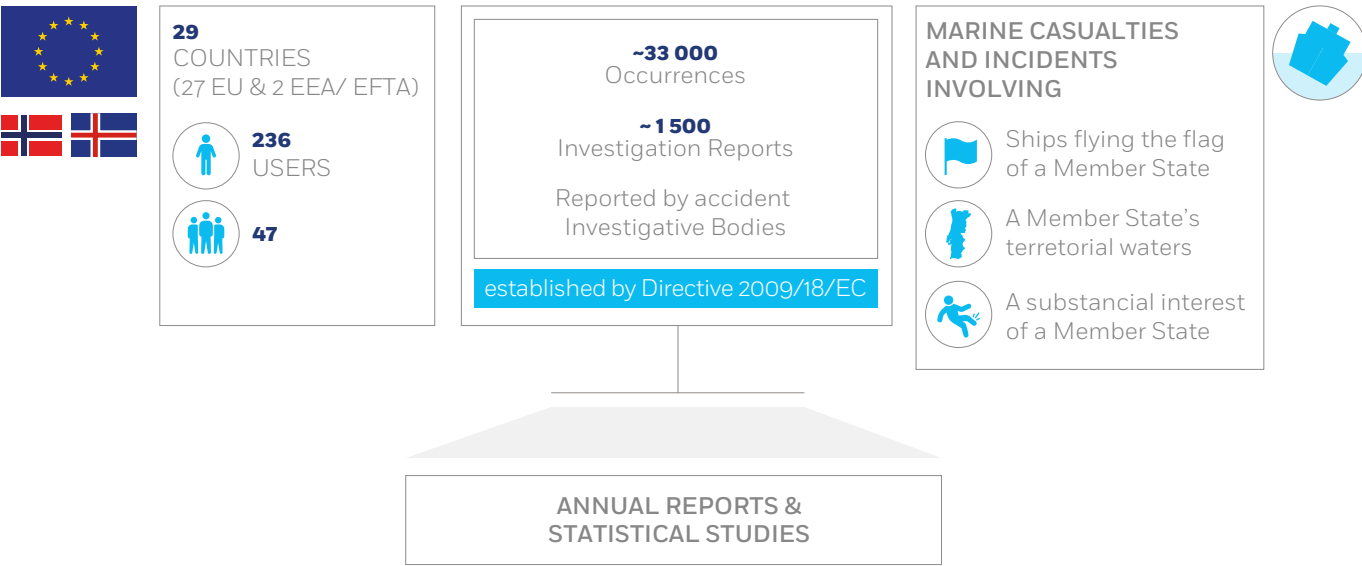 29
COUNTRIES
(27 EU & 2 EEA/ EFTA)
236
USERS
47
~33 000
Occurrences
~ 1 500
Investigation Reports
Reported by accident
Investigative Bodies
established by Directive 2009/18/EC
MARINE CASUALTIES
AND INCIDENTS
INVOLVING
Ships flying the flag
of a Member State
A Member State’s
terretorial waters
A substancial interest
of a Member State
ANNUAL REPORTS &
STATISTICAL STUDIES